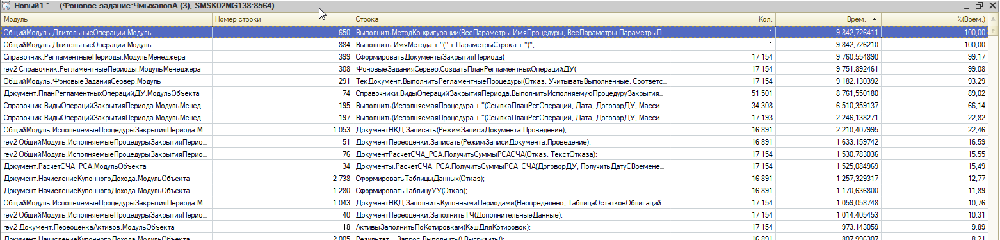 Новый1 * (Фоновое задание:ЧмыхаловА (3), SMSK02MG138:8564)
Модуль Номер строки Строка Кол. Врем. %(Врем.)
ОбщийМодуль.ДлительныеОперации.Модуль 650 ВыполнитьМетодКонфигурации(ВсеПараметры.ИмяПроцедуры, ВсеПараметры.ПараметрыП... 1 9 842,726411 100,00
ОбщийМодуль.ДлительныеОперации.Модуль 884 Выполнить ИмяМетода + "(" + ПараметрыСтрока + ")"; 1 9 842,726210 100,00
Справочник.РегламентныеПериоды.МодульМенеджера 399 СформироватьДокументыЗакрытияПериода( 17 154 9 760,554890 99,17
rev2 Справочник.РегламентныеПериоды.МодульМенеджера 308 ФоновыеЗаданияСервер.СоздатьПланРегламентныхОперацийДУ( 17 154 9 751,892461 99,08
ОбщийМодуль.ФоновыеЗаданияСервер.Модуль 291 ТекДокумент.ВыполнитьРегламентныеПроцедуры(Отказ, УчитыватьВыполненные, Соответс... 17 154 9 182,130392 93,29
Документ.ПланРегламентныхОперацийДУ.МодульОбъекта 74 Справочники.ВидыОперацийЗакрытияПериода.ВыполнитьИсполняемуюПроцедуруЗакрытия... 51 501 8 761,550180 89,02
Справочник.ВидыОперацийЗакрытияПериода.МодульМенед... 195 Выполнить(ИсполняемаяПроцедура + "(СсылкаПланРегОпераций, Дата, ДоговорДУ, Масси... 34 308 6 510,359137 66,14
Справочник.ВидыОперацийЗакрытияПериода.МодульМенед... 197 Выполнить(ИсполняемаяПроцедура + "(СсылкаПланРегОпераций, Дата, ДоговорДУ, Масси... 17 193 2 246,138271 22,82
ОбщийМодуль.ИсполняемыеПроцедурыЗакрытияПериода.М... 1 053 ДокументНКД.Записать(РежимЗаписиДокумента.Проведение); 16 891 2 210,407995 22,46
rev2 ОбщийМодуль.ИсполняемыеПроцедурыЗакрытияПерио... 51 ДокументПереоценки.Записать(РежимЗаписиДокумента.Проведение); 16 891 1 633,159742 16,59
rev2 ОбщийМодуль.ИсполняемыеПроцедурыЗакрытияПерио... 76 ДокументРасчетСЧА_РСА.ПолучитьСуммыРСАСЧА(Отказ, ТекстОтказа); 17 154 1 530,783036 15,55
Документ.РасчетСЧА_РСА.МодульОбъекта 34 Документы.РасчетСЧА_РСА.ПолучитьСуммыРСА_СЧА(ДоговорДУ, ПолучитьДатуСВременем... 17 154 1 525,084969 15,49
Документ.НачислениеКупонногоДохода.МодульОбъекта 2 738 СформироватьТаблицыДанных(Отказ); 16 891 1 257,329317 12,77
Документ.НачислениеКупонногоДохода.МодульОбъекта 1 280 СформироватьТаблицуУУ(Отказ); 16 891 1 170,636800 11,89
ОбщийМодуль.ИсполняемыеПроцедурыЗакрытияПериода.М... 1 043 ДокументНКД.ЗаполнитьКупоннымиПериодами(Неопределено, ТаблицаОстатковОблигаций... 17 154 1 059,058748 10,76
rev2 ОбщийМодуль.ИсполняемыеПроцедурыЗакрытияПерио... 40 ДокументПереоценки.ЗаполнитьТЧ(ДополнительныеДанные); 17 154 1 014,405453 10,31
rev2 Документ.ПереоценкаАктивов.МодульОбъекта 18 АктивыЗаполнитьПоКотировкам(КэшДляКотировок); 17 154 973,143059 9,89
Документ.НачислениеКупонногоДохода.МодульОбъекта 2 005 Результат = Запрос.Выполнить().Выгрузить(); 16 891 807,996307 8,21